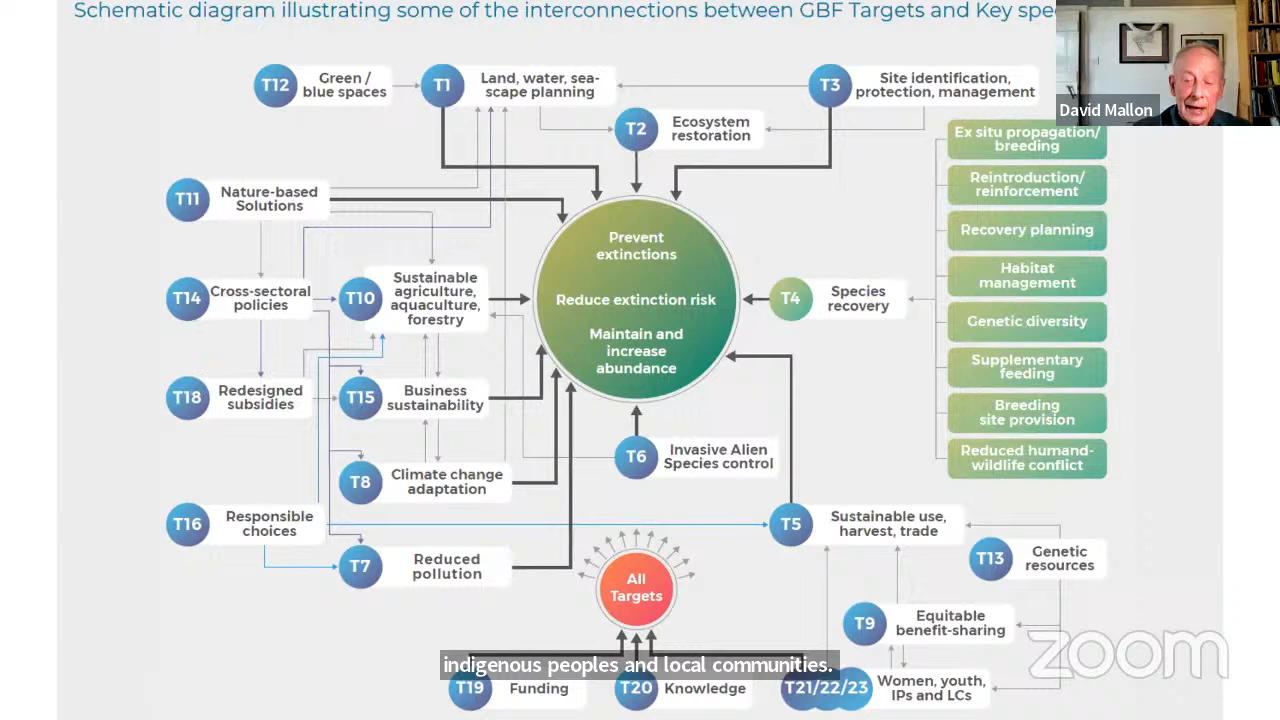 Schematic diagram illustrating some of the interconnections between GBF Targets and Key spe
David Mallon
T12
Green /
blue spaces
T1
Land, water, sea-
scape planning
T3
Site identification,
protection, management
T2
Ecosystem
restoration
T11
Nature-based
Solutions
T14
Cross-sectoral
policies
T10
Sustainable
agriculture,
aquaculture,
forestry
Prevent
extinctions
Reduce extinction risk
Maintain and
increase
abundance
T4
Species
recovery
Ex situ propagation/
breeding
Reintroduction/
reinforcement
Recovery planning
Habitat
management
Genetic diversity
Supplementary
feeding
Breeding
site provision
Reduced humand-
wildlife conflict
T18
Redesigned
subsidies
T15
Business
sustainability
T6
Invasive Alien
Species control
T8
Climate change
adaptation
T16
Responsible
choices
T5
Sustainable use,
harvest, trade
T7
Reduced
pollution
T13
Genetic
resources
All
Targets
T9
Equitable
benefit-sharing
indigenous peoples and local communities.
T19
Funding
T20
Knowledge
T21/22/23
Women, youth,
IPs and LCs
zoom